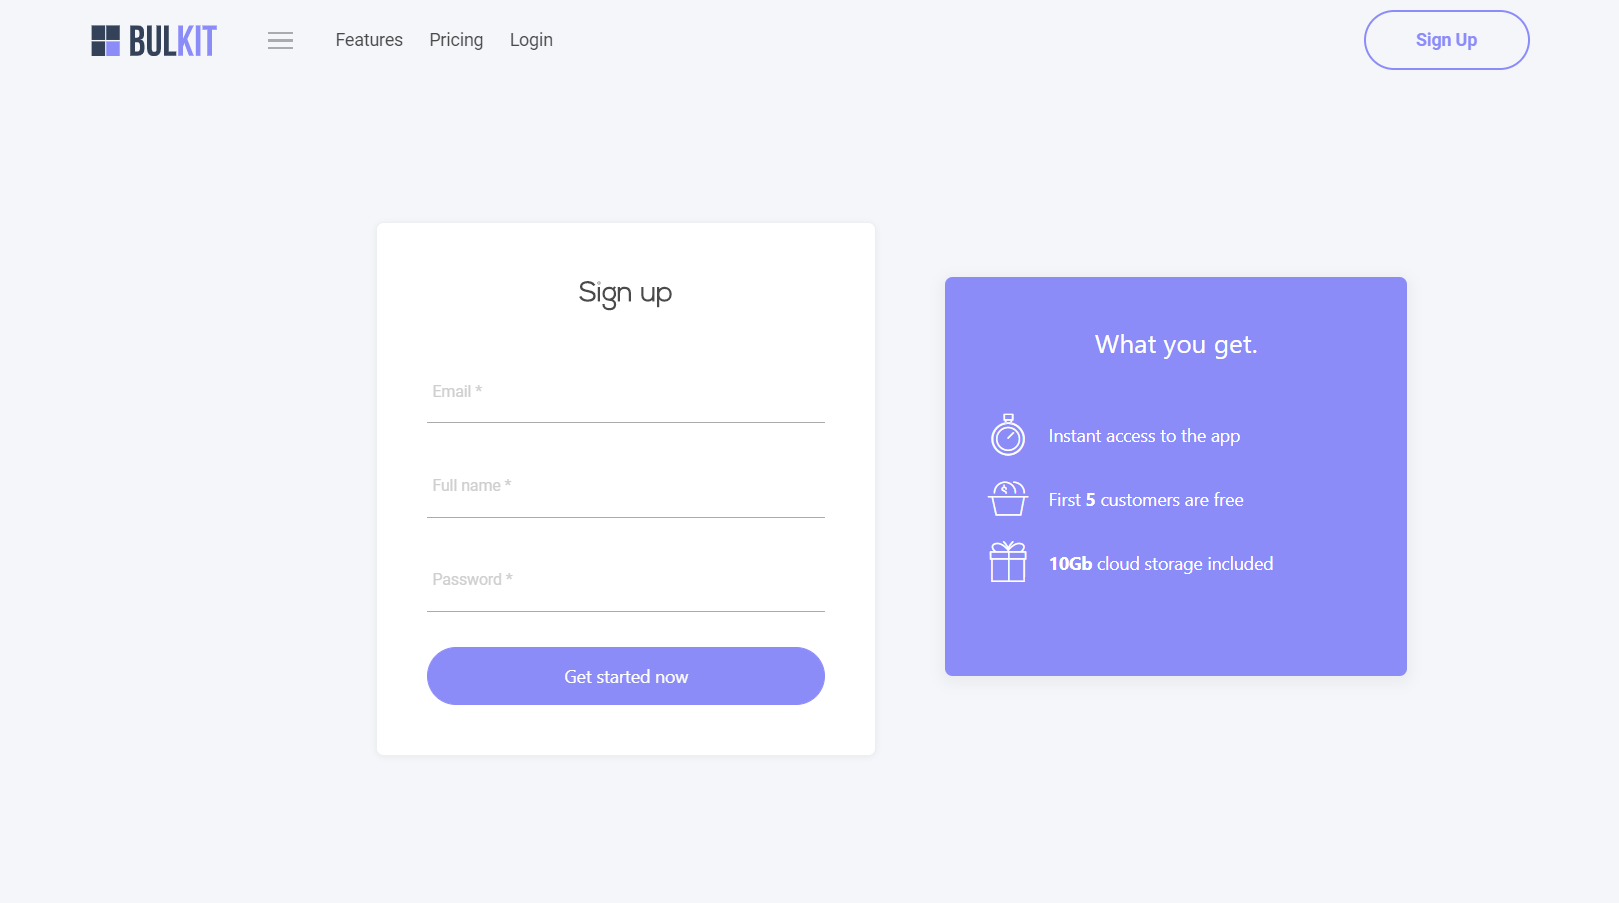 BULKIT
Features Pricing Login
Sign Up
Sign up
Email *
Full name *
Password *
Get started now
What you get.
Instant access to the app
First 5 customers are free
10Gb cloud storage included